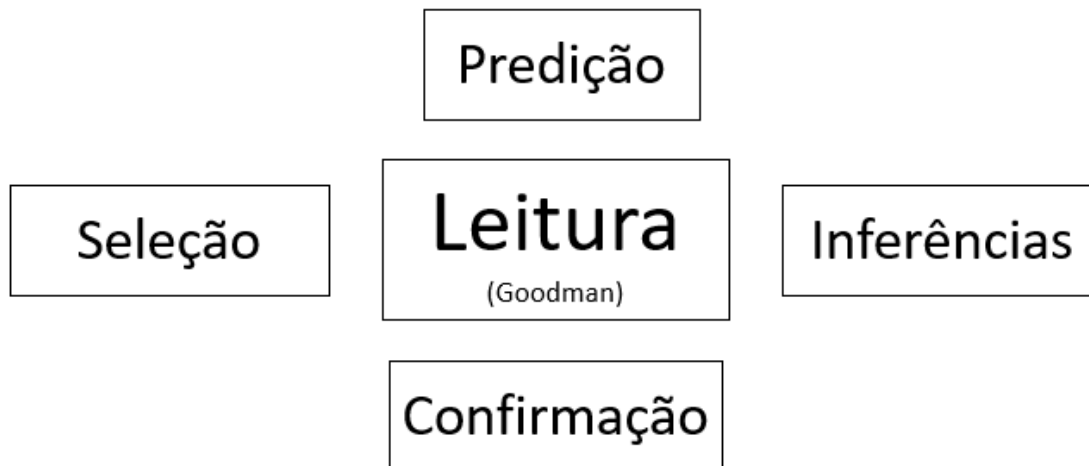 Predição
Seleção
Leitura
(Goodman)
Inferências
Confirmação